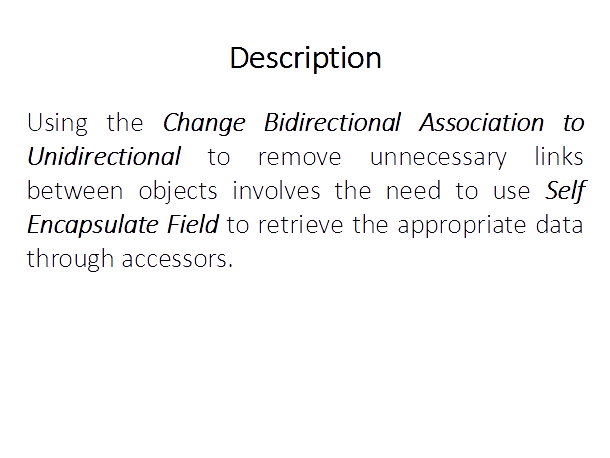 Description
Using the Change Bidirectional Association to
Unidirectional to remove unnecessary links
between objects involves the need to use Self
Encapsulate Field to retrieve the appropriate data
through accessors.